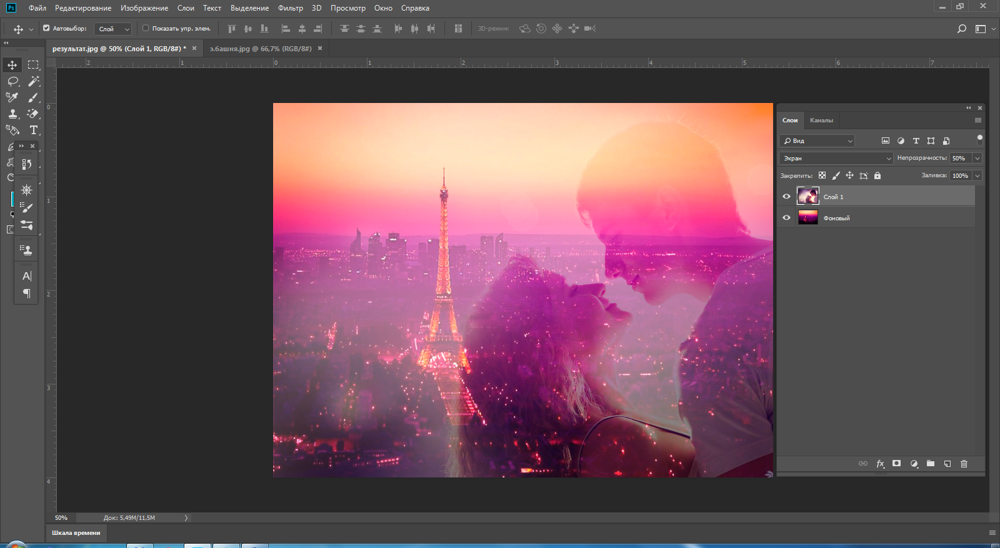 Ps Файл Редактирование Изображение Слои Текст Выделение Фильтр 3D Просмотр Окно Справка
Автовыбор: Слой Показать упр. элем. 3D-режим:
результат.jpg @ 50% (Слой 1, RGB/8#) * × э.башня.jpg @ 66,7% (RGB/8#) ×
2 1 0 1 2 3 4 5 6 7
0
1
2
3
4
Слои Каналы
Вид
Экран Непрозрачность: 50%
Закрепить: Заливка: 100%
Слой 1
Фоновый
fx
50% Док: 5,49M/11,5M
Шкала времени